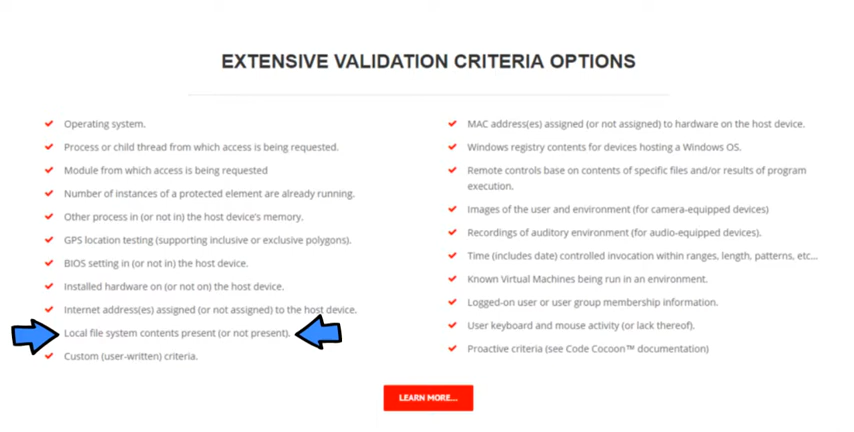 EXTENSIVE VALIDATION CRITERIA OPTIONS
Operating system.
Process or child thread from which access is being requested.
Module from which access is being requested
Number of instances of a protected element are already running.
Other process in (or not in) the host device's memory.
GPS location testing (supporting inclusive or exclusive polygons).
BIOS setting in (or not in) the host device.
Installed hardware on (or not on) the host device.
Internet address(es) assigned (or not assigned) to the host device.
Local file system contents present (or not present).
Custom (user-written) criteria.
MAC address(es) assigned (or not assigned) to hardware on the host device.
Windows registry contents for devices hosting a Windows OS.
Remote controls base on contents of specific files and/or results of program
execution.
Images of the user and environment (for camera-equipped devices)
Recordings of auditory environment (for audio-equipped devices).
Time (includes date) controlled invocation within ranges, length, patterns, etc...
Known Virtual Machines being run in an environment.
Logged-on user or user group membership information.
User keyboard and mouse activity (or lack thereof).
Proactive criteria (see Code Cocoon™ documentation)
LEARN MORE...